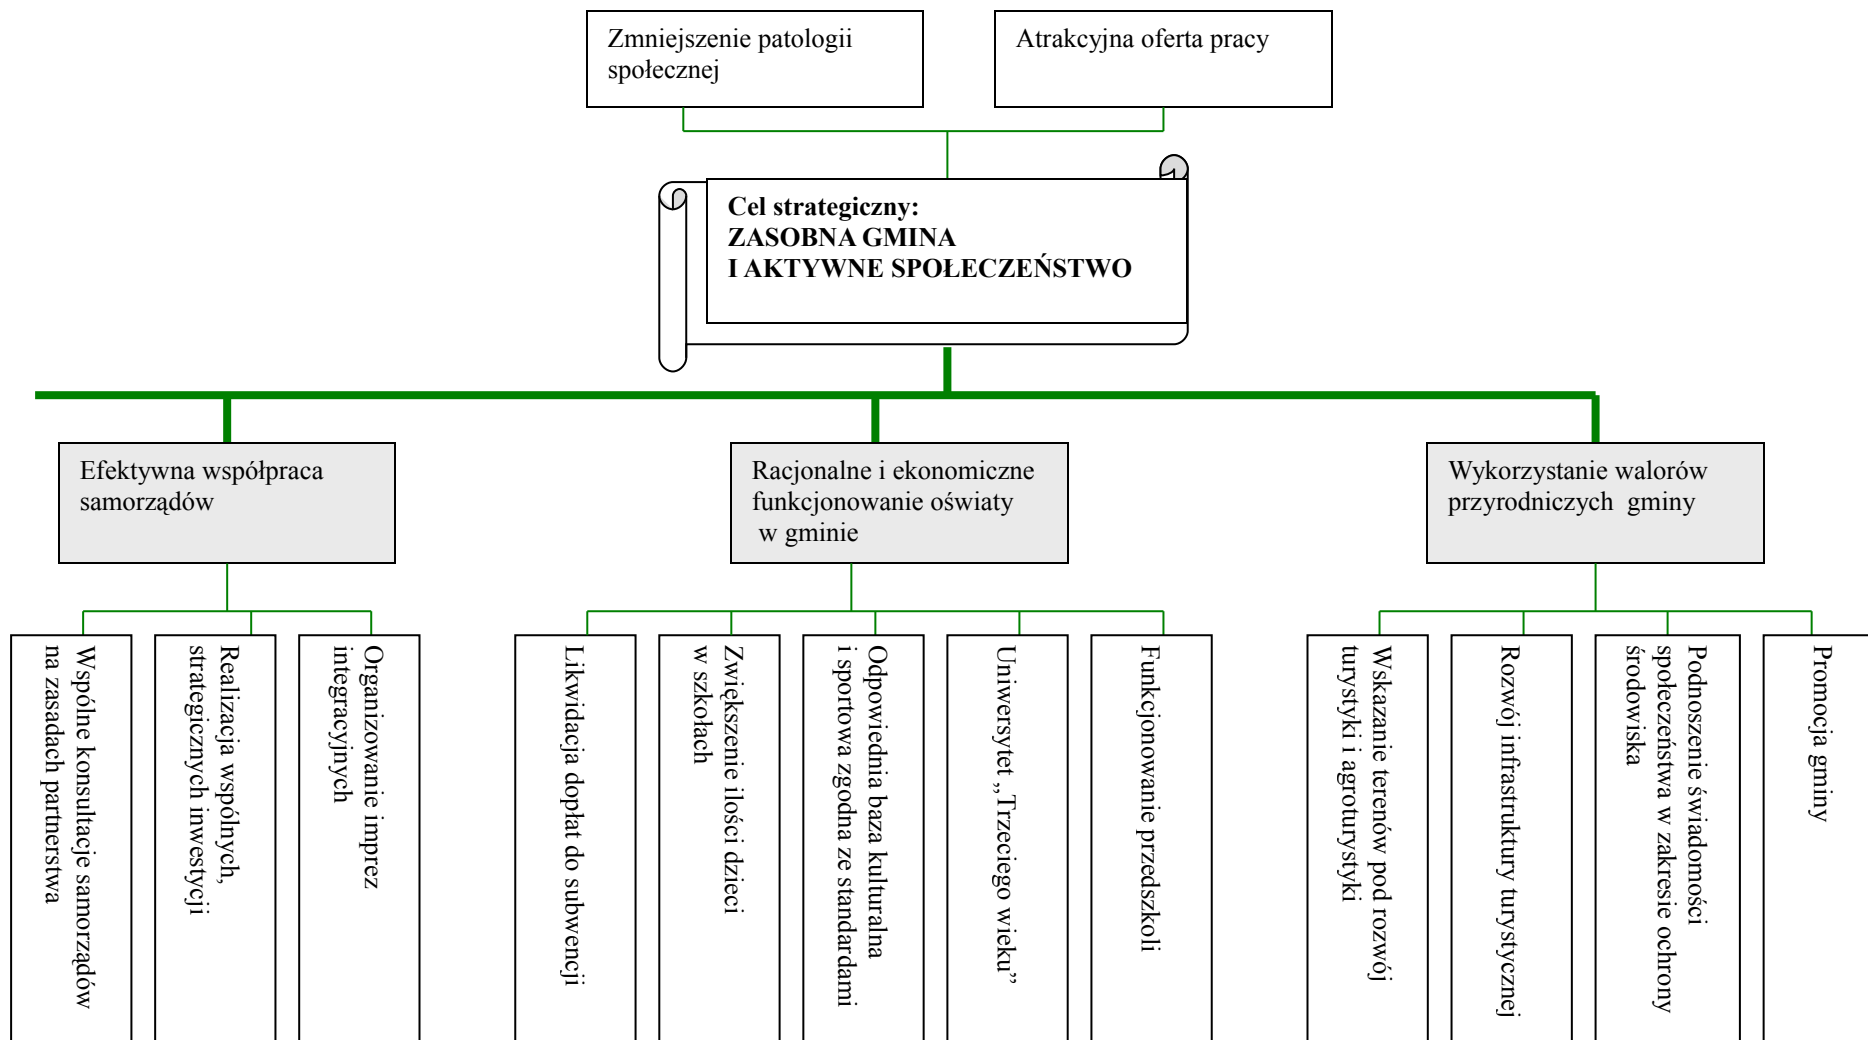 Zmniejszenie patologii
społecznej
Atrakcyjna oferta pracy
Cel strategiczny:
ZASOBNA GMINA
I AKTYWNE SPOŁECZEŃSTWO
Efektywna współpraca
samorządów
Racjonalne i ekonomiczne
funkcjonowanie oświaty
w gminie
Wykorzystanie walorów
przyrodniczych gminy
Wspólne konsultacje samorządów
na zasadach partnerstwa
Realizacja wspólnych,
strategicznych inwestycji
Organizowanie imprez
integracyjnych
Likwidacja dopłat do subwencji
Zwiększenie ilości dzieci
w szkołach
Odpowiednia baza kulturalna
i sportowa zgodna ze standardami
Uniwersytet „Trzeciego wieku”
Funkcjonowanie przedszkoli
Wskazanie terenów pod rozwój
turystyki i agroturystyki
Rozwój infrastruktury turystycznej
Podnoszenie świadomości
społeczeństwa w zakresie ochrony
środowiska
Promocja gminy